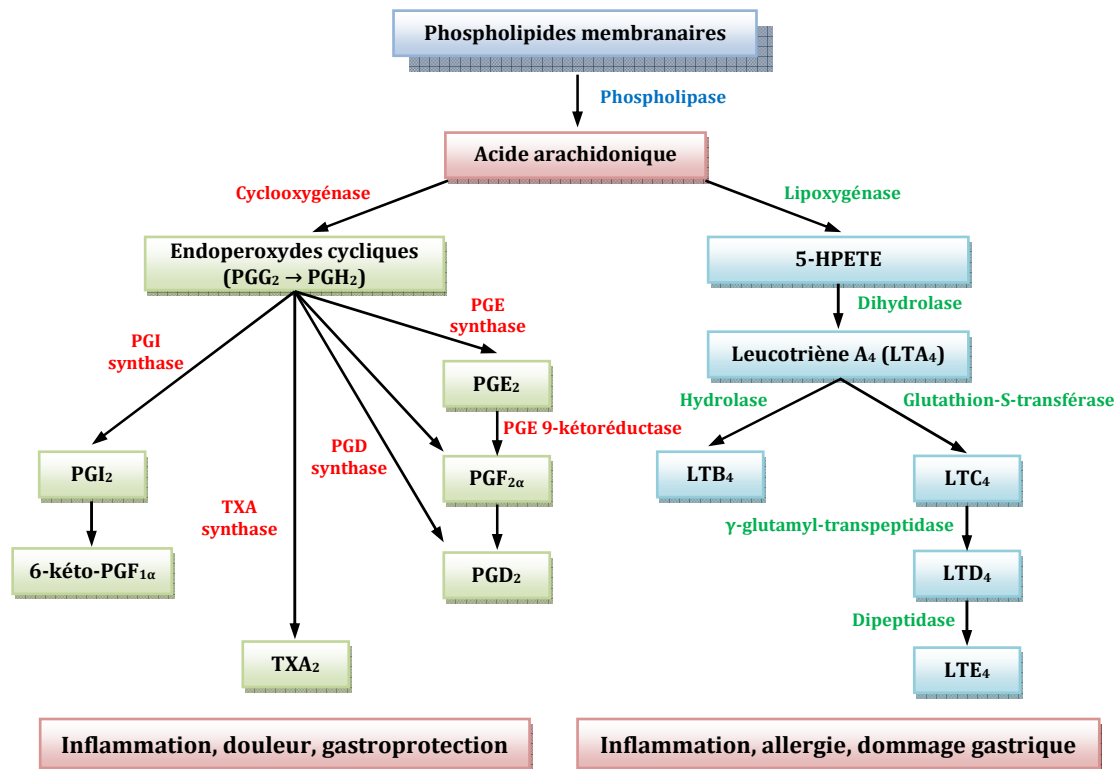 Phospholipides membranaires
Phospholipase
Acide arachidonique
Cyclooxygénase
Lipoxygénase
Endoperoxydes cycliques
(PGG₂ → PGH₂)
5-HPETE
PGE
synthase
Dihydrolase
PGI
synthase
Leucotriène A₄ (LTA₄)
PGE₂
Hydrolase
Glutathion-S-transférase
PGE 9-kétoréductase
PGD
synthase
PGI₂
PGF₂α
LTB₄
LTC₄
TXA
synthase
γ-glutamyl-transpeptidase
6-kéto-PGF₁α
PGD₂
LTD₄
Dipeptidase
TXA₂
LTE₄
Inflammation, douleur, gastroprotection
Inflammation, allergie, dommage gastrique